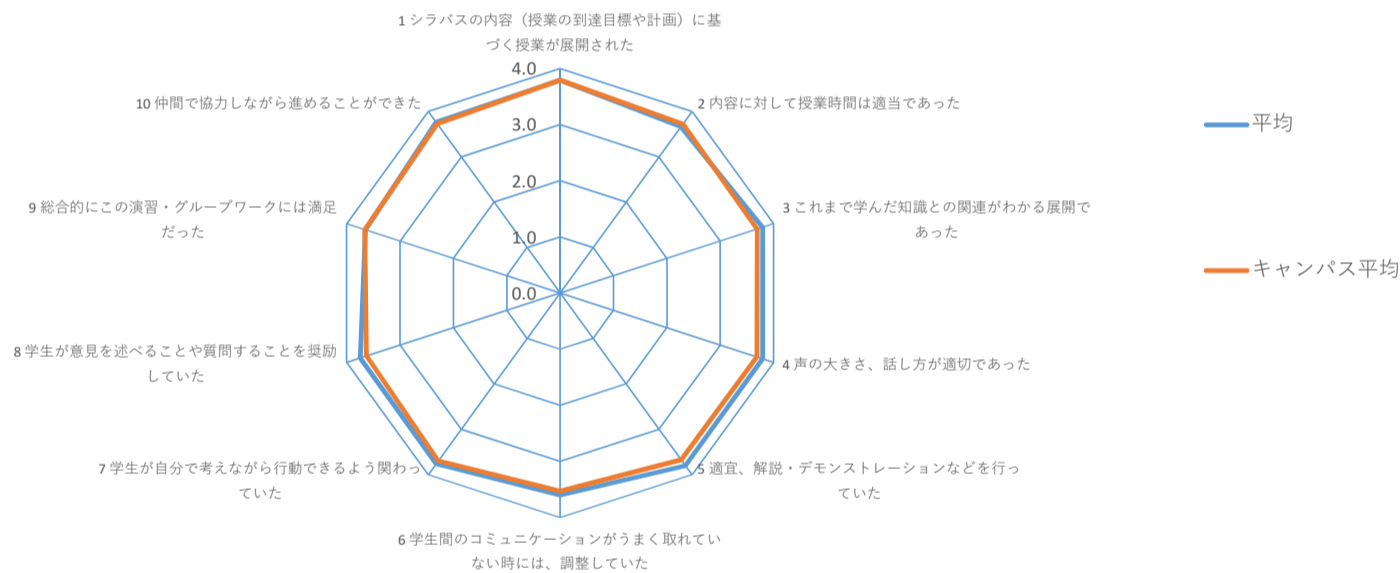 1 シラバスの内容（授業の到達目標や計画）に基
づく授業が展開された
4.0
3.0
2.0
1.0
0.0
2 内容に対して授業時間は適当であった
3 これまで学んだ知識との関連がわかる展開で
あった
4 声の大きさ、話し方が適切であった
5 適宜、解説・デモンストレーションなどを行っ
ていた
6 学生間のコミュニケーションがうまく取れてい
ない時には、調整していた
7 学生が自分で考えながら行動できるよう関わっ
ていた
8 学生が意見を述べることや質問することを奨励
していた
9 総合的にこの演習・グループワークには満足
だった
10 仲間で協力しながら進めることができた
平均
キャンパス平均